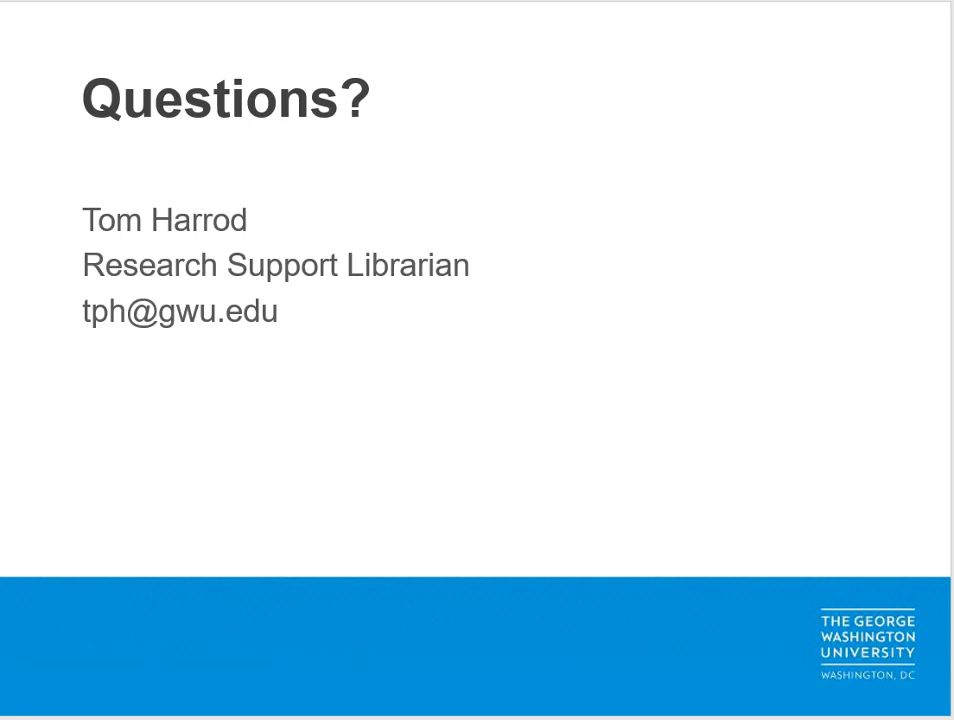 Questions?
Tom Harrod
Research Support Librarian
tph@gwu.edu
THE GEORGE
WASHINGTON
UNIVERSITY
WASHINGTON, DC